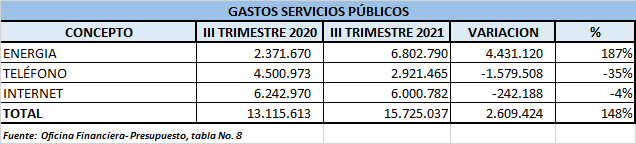 GASTOS SERVICIOS PÚBLICOS
CONCEPTO III TRIMESTRE 2020 III TRIMESTRE 2021 VARIACION %
ENERGIA 2.371.670 6.802.790 4.431.120 187%
TELÉFONO 4.500.973 2.921.465 -1.579.508 -35%
INTERNET 6.242.970 6.000.782 -242.188 -4%
TOTAL 13.115.613 15.725.037 2.609.424 148%
Fuente: Oficina Financiera- Presupuesto, tabla No. 8